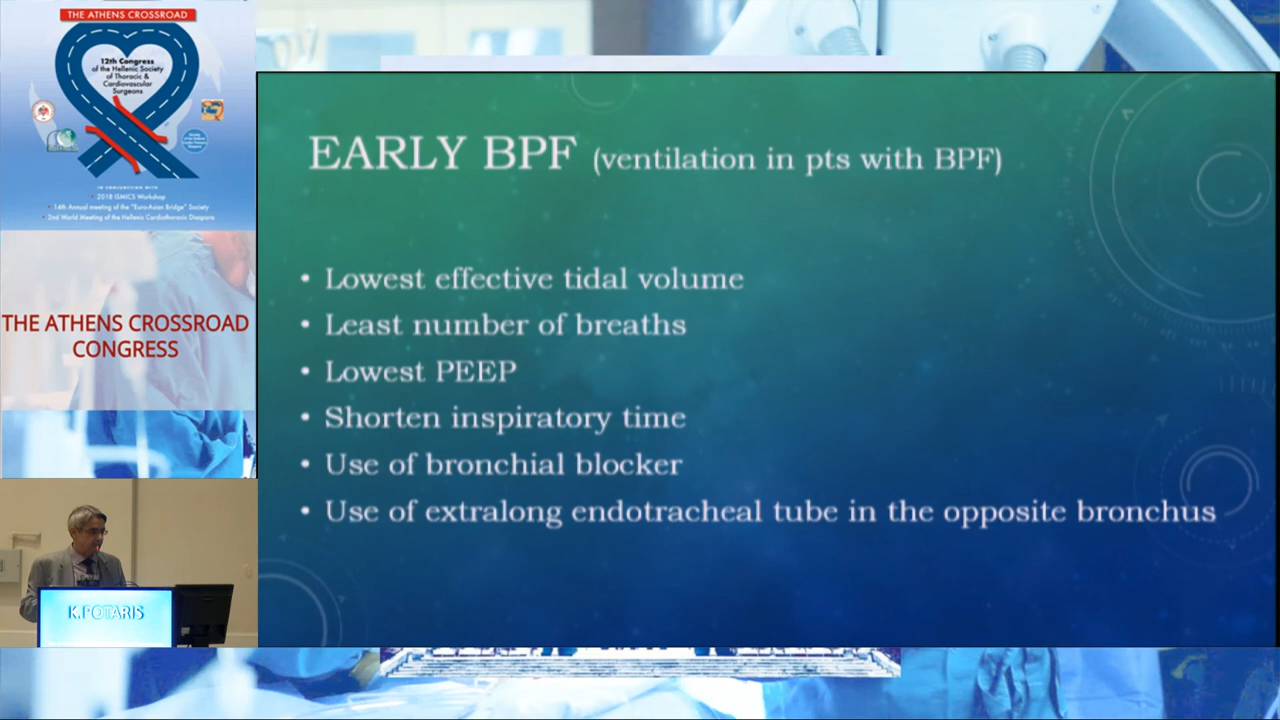 THE ATHENS CROSSROAD
12th Congress
of the Hellenic Society
of Thoracic &
Cardiovascular
Surgeons
IN CONJUNCTION WITH
• 2018 ISMICS Workshop
• 14th Annual meeting of the "Euro-Asian Bridge" Society
• 2nd World Meeting of the Hellenic Cardiothoracic Diaspora
THE ATHENS CROSSROAD
CONGRESS
K.POTARIS
EARLY BPF (ventilation in pts with BPF)
• Lowest effective tidal volume
• Least number of breaths
• Lowest PEEP
• Shorten inspiratory time
• Use of bronchial blocker
• Use of extralong endotracheal tube in the opposite bronchus